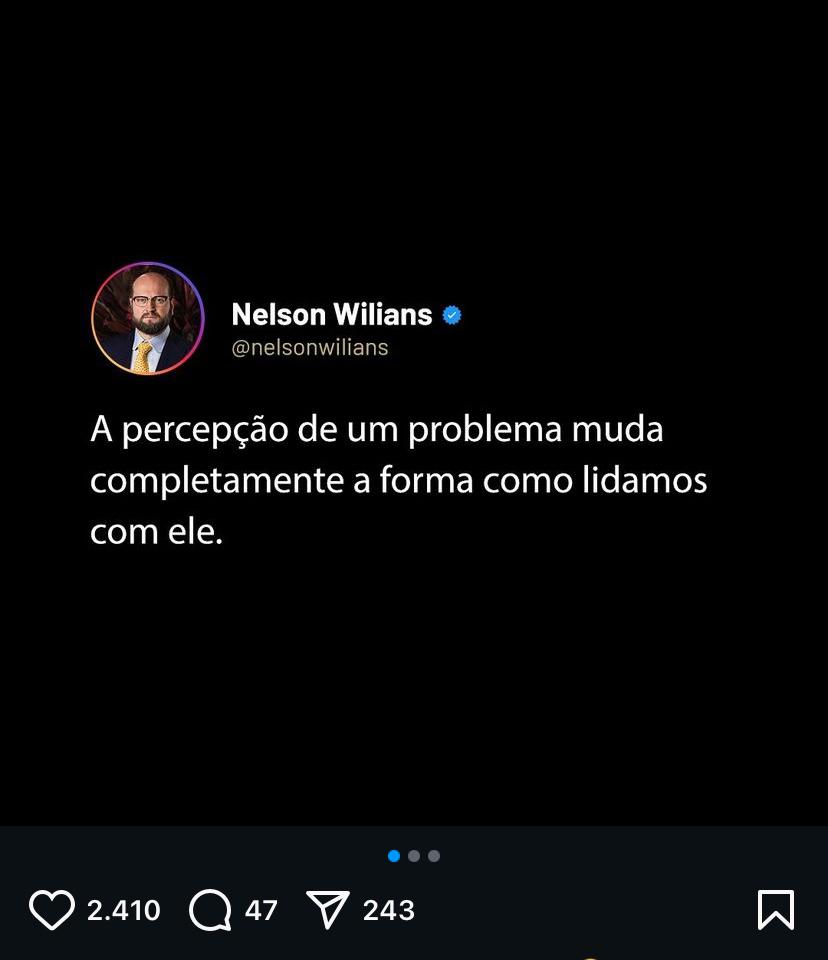 Nelson Wilians
@nelsonwilians
A percepção de um problema muda
completamente a forma como lidamos
com ele.
2.410 47 243